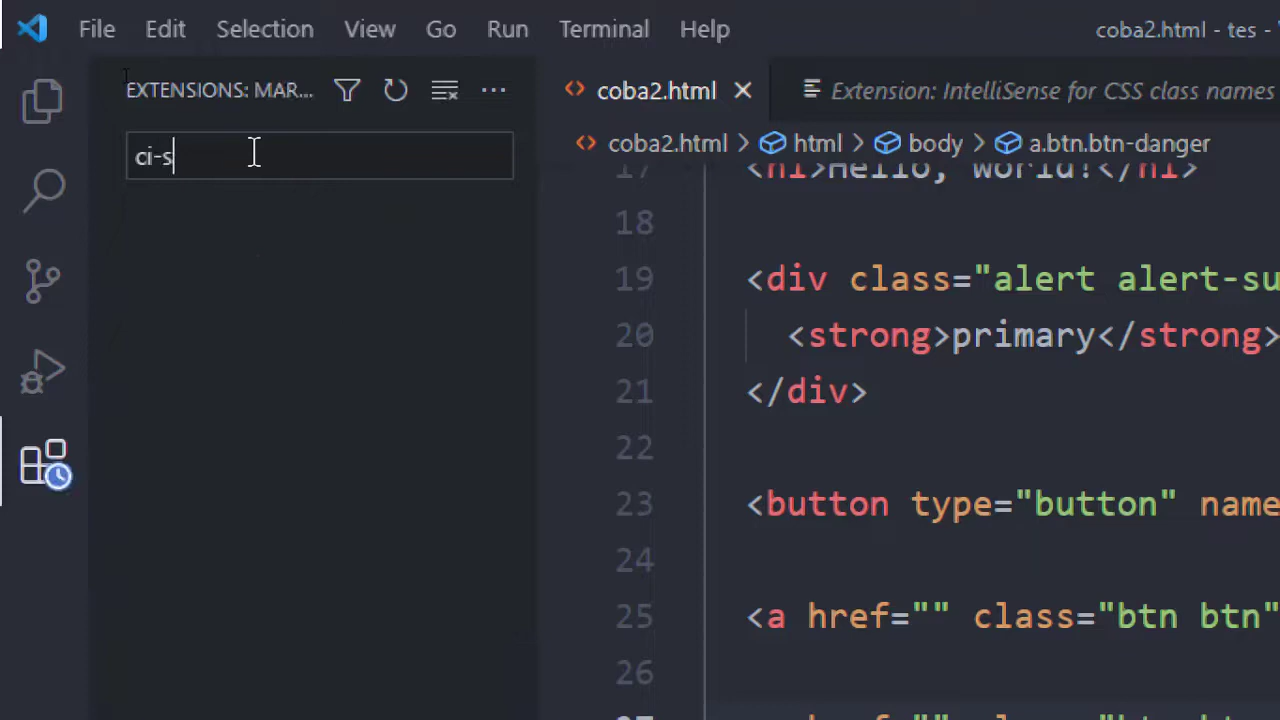 File Edit Selection View Go Run Terminal Help coba2.html - tes -
EXTENSIONS: MAR... ···
coba2.html Extension: IntelliSense for CSS class names
ci-s
coba2.html > html > body > a.btn.btn-danger
17 <h1>Hello, world!</h1>
18
19 <div class="alert alert-su
20 <strong>primary</strong>
21 </div>
22
23 <button type="button" name
24
25 <a href="" class="btn btn"
26